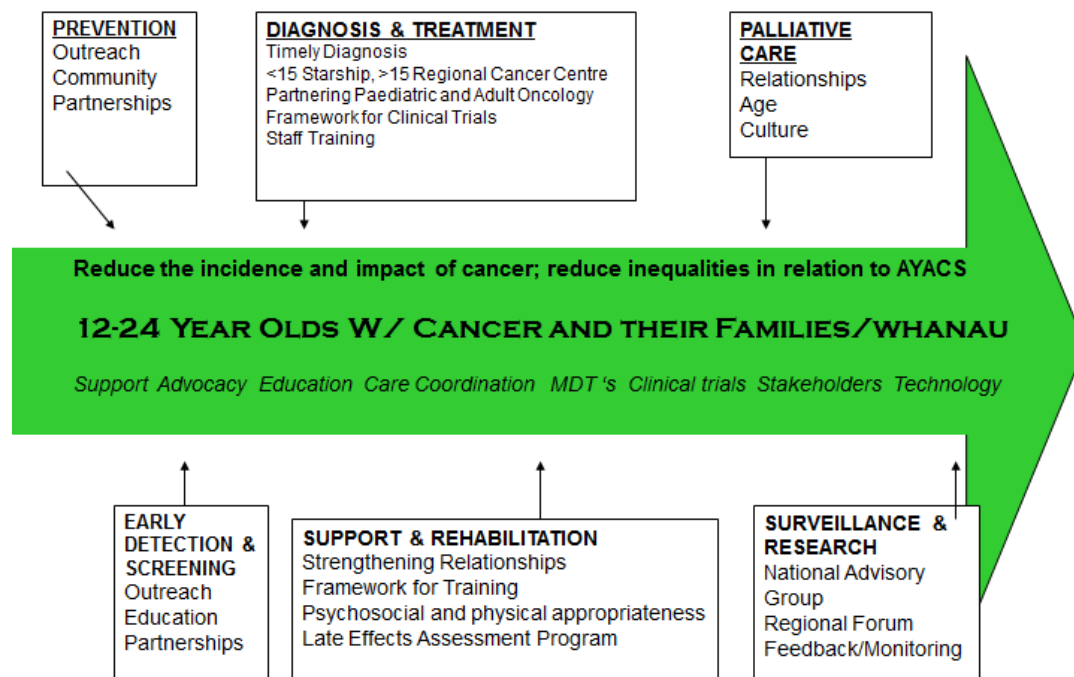 PREVENTION
Outreach
Community
Partnerships
DIAGNOSIS & TREATMENT
Timely Diagnosis
<15 Starship, >15 Regional Cancer Centre
Partnering Paediatric and Adult Oncology
Framework for Clinical Trials
Staff Training
PALLIATIVE
CARE
Relationships
Age
Culture
Reduce the incidence and impact of cancer; reduce inequalities in relation to AYACS
12-24 YEAR OLDS W/ CANCER AND THEIR FAMILIES/WHANAU
Support Advocacy Education Care Coordination MDT 's Clinical trials Stakeholders Technology
EARLY
DETECTION &
SCREENING
Outreach
Education
Partnerships
SUPPORT & REHABILITATION
Strengthening Relationships
Framework for Training
Psychosocial and physical appropriateness
Late Effects Assessment Program
SURVEILLANCE &
RESEARCH
National Advisory
Group
Regional Forum
Feedback/Monitoring